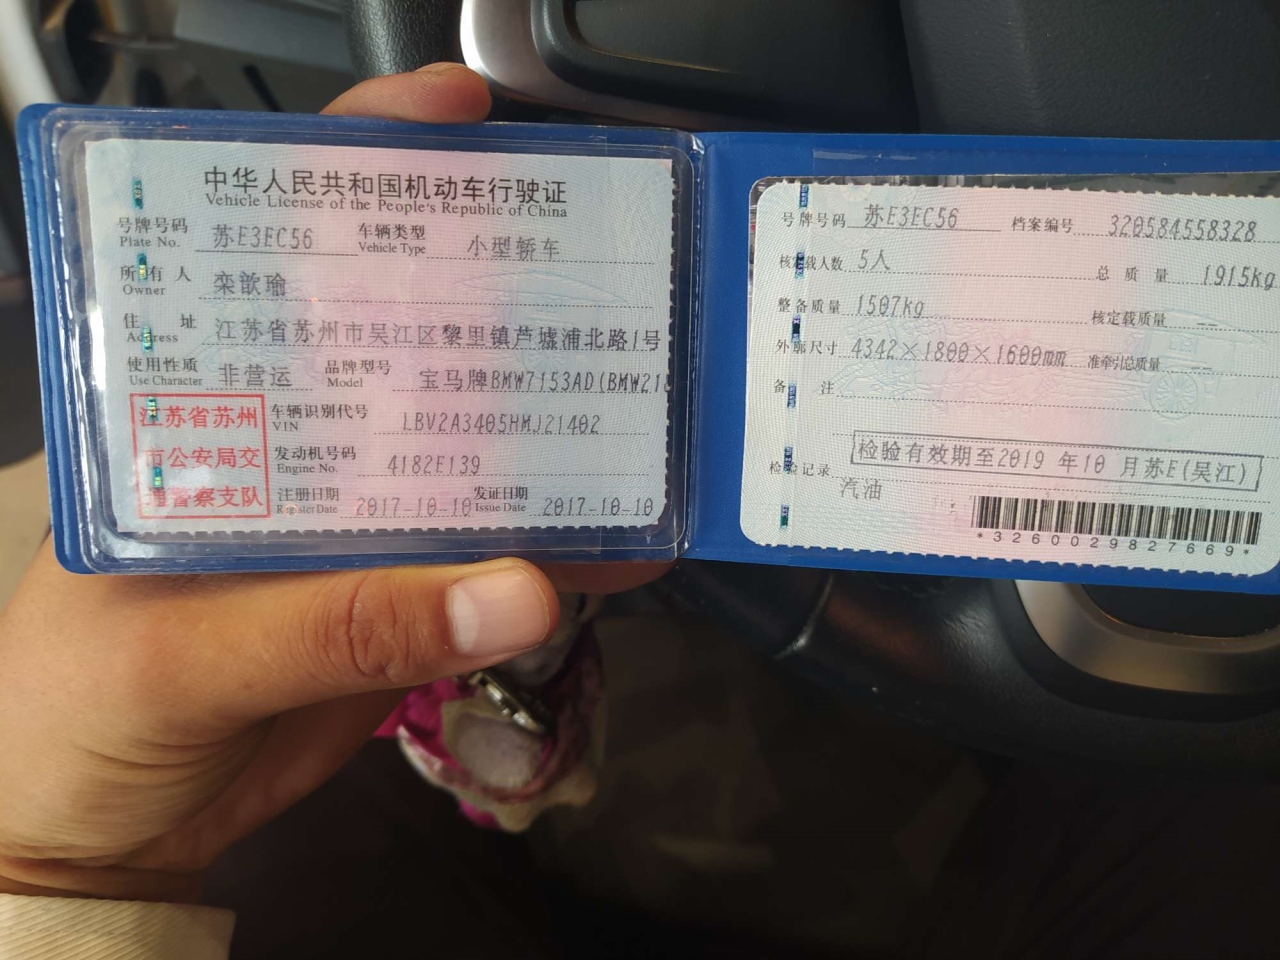 中华人民共和国机动车行驶证
Vehicle License of the People's Republic of China
号牌号码 苏E3EC56 车辆类型 小型轿车
Plate No. Vehicle Type
所有人 栾歆瑜
Owner
住址 江苏省苏州市吴江区黎里镇芦墟浦北路1号
Address
使用性质 非营运 品牌型号 宝马牌BMW7153AD(BMW218
Use Character Model
江苏省苏州
市公安局交
通警察支队
车辆识别代号 LBV2A3405HMJ21402
VIN
发动机号码 4182E139
Engine No.
注册日期 2017-10-10 发证日期 2017-10-10
Register Date Issue Date
号牌号码 苏E3EC56 档案编号 320584558328
核定载人数 5人 总质量 1915kg
整备质量 1507kg 核定载质量 --
外廓尺寸 4342×1800×1600mm 准牵引总质量 --
备注
检验有效期至2019年10月苏E(吴江)
检验记录
汽油
*3260029827669*